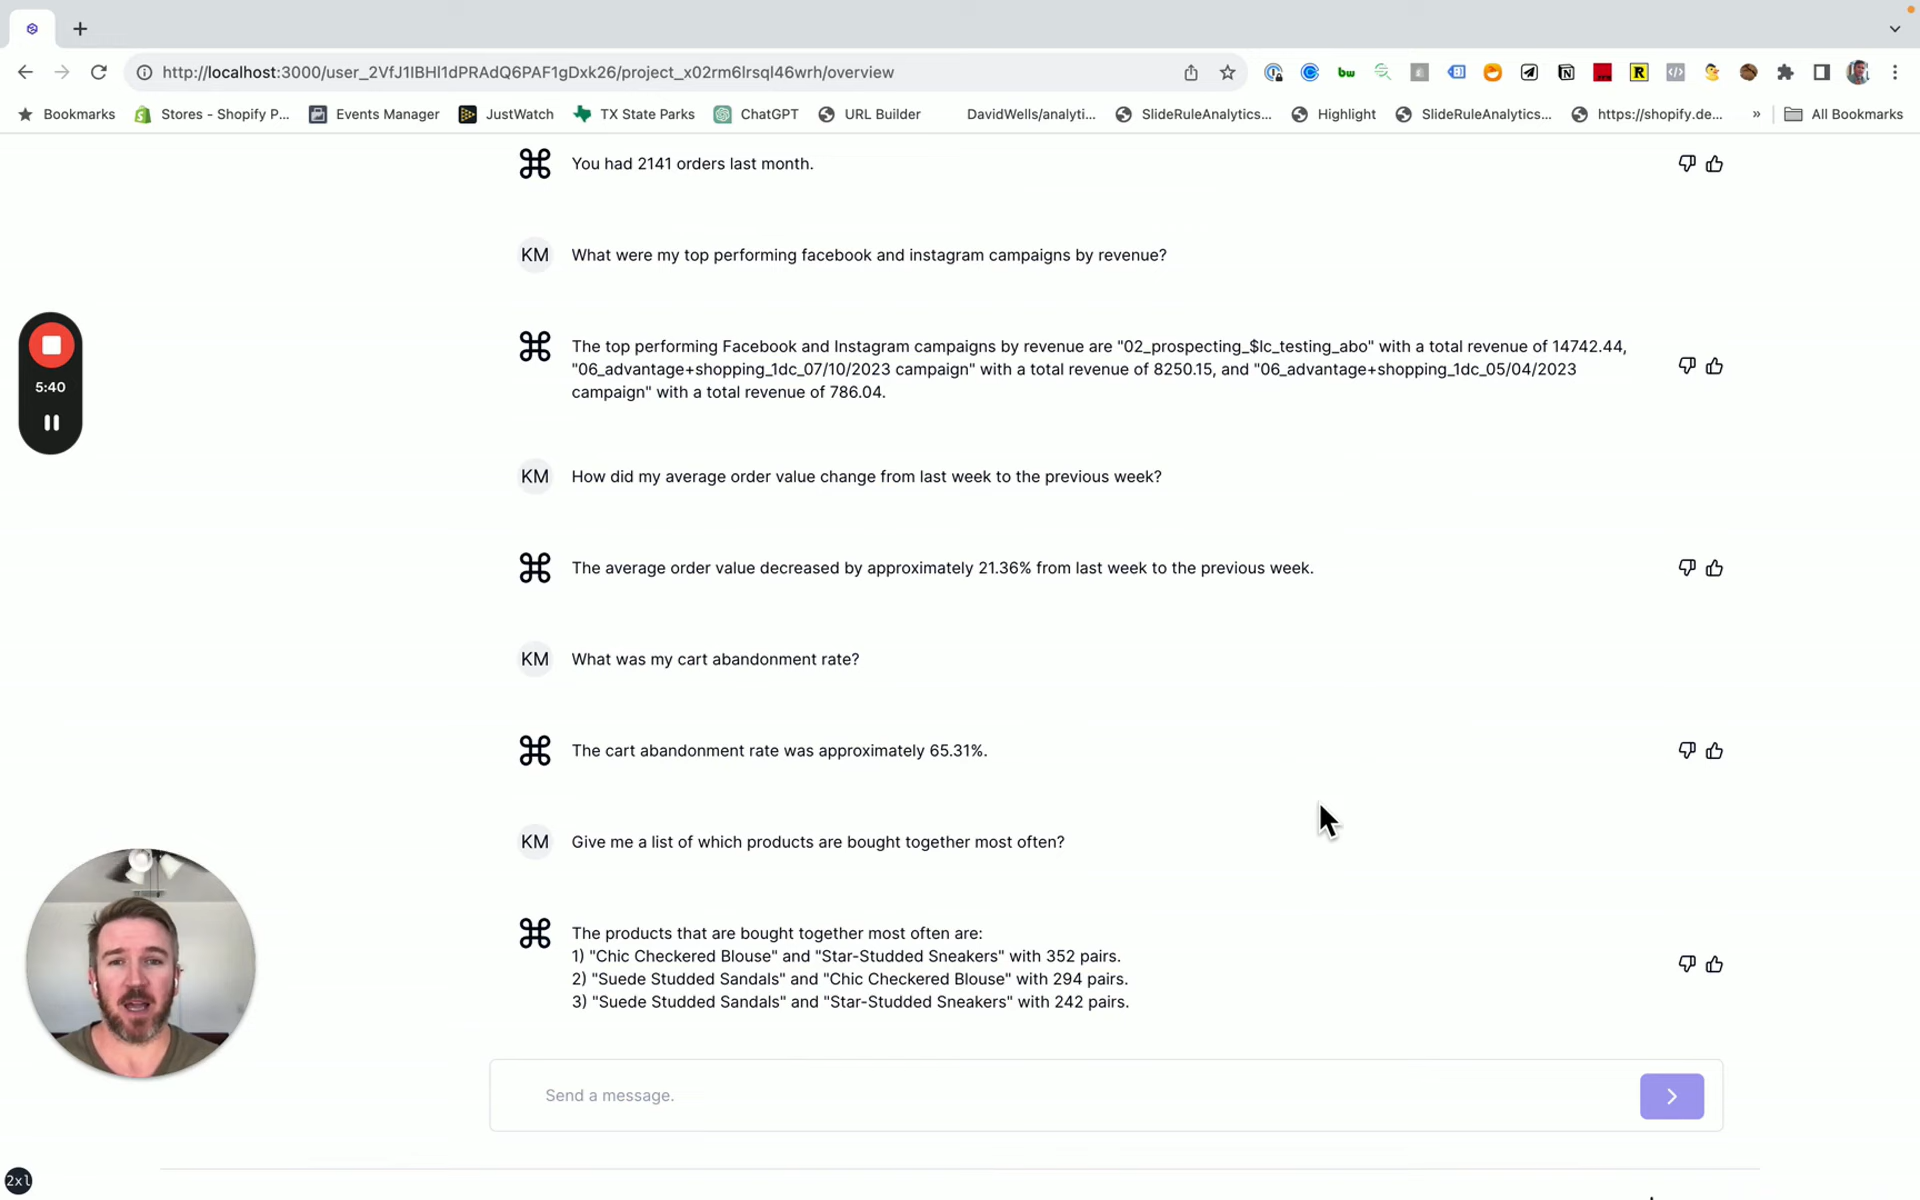 http://localhost:3000/user_2VfJ1lBHl1dPRAdQ6PAF1gDxk26/project_x02rm6lrsql46wrh/overview
Bookmarks Stores - Shopify P... Events Manager JustWatch TX State Parks ChatGPT URL Builder DavidWells/analyti... SlideRuleAnalytics... Highlight SlideRuleAnalytics... https://shopify.de... » All Bookmarks
You had 2141 orders last month.
KM What were my top performing facebook and instagram campaigns by revenue?
The top performing Facebook and Instagram campaigns by revenue are "02_prospecting_$lc_testing_abo" with a total revenue of 14742.44,
"06_advantage+shopping_1dc_07/10/2023 campaign" with a total revenue of 8250.15, and "06_advantage+shopping_1dc_05/04/2023
campaign" with a total revenue of 786.04.
5:40
KM How did my average order value change from last week to the previous week?
The average order value decreased by approximately 21.36% from last week to the previous week.
KM What was my cart abandonment rate?
The cart abandonment rate was approximately 65.31%.
KM Give me a list of which products are bought together most often?
The products that are bought together most often are:
1) "Chic Checkered Blouse" and "Star-Studded Sneakers" with 352 pairs.
2) "Suede Studded Sandals" and "Chic Checkered Blouse" with 294 pairs.
3) "Suede Studded Sandals" and "Star-Studded Sneakers" with 242 pairs.
Send a message.
2xl